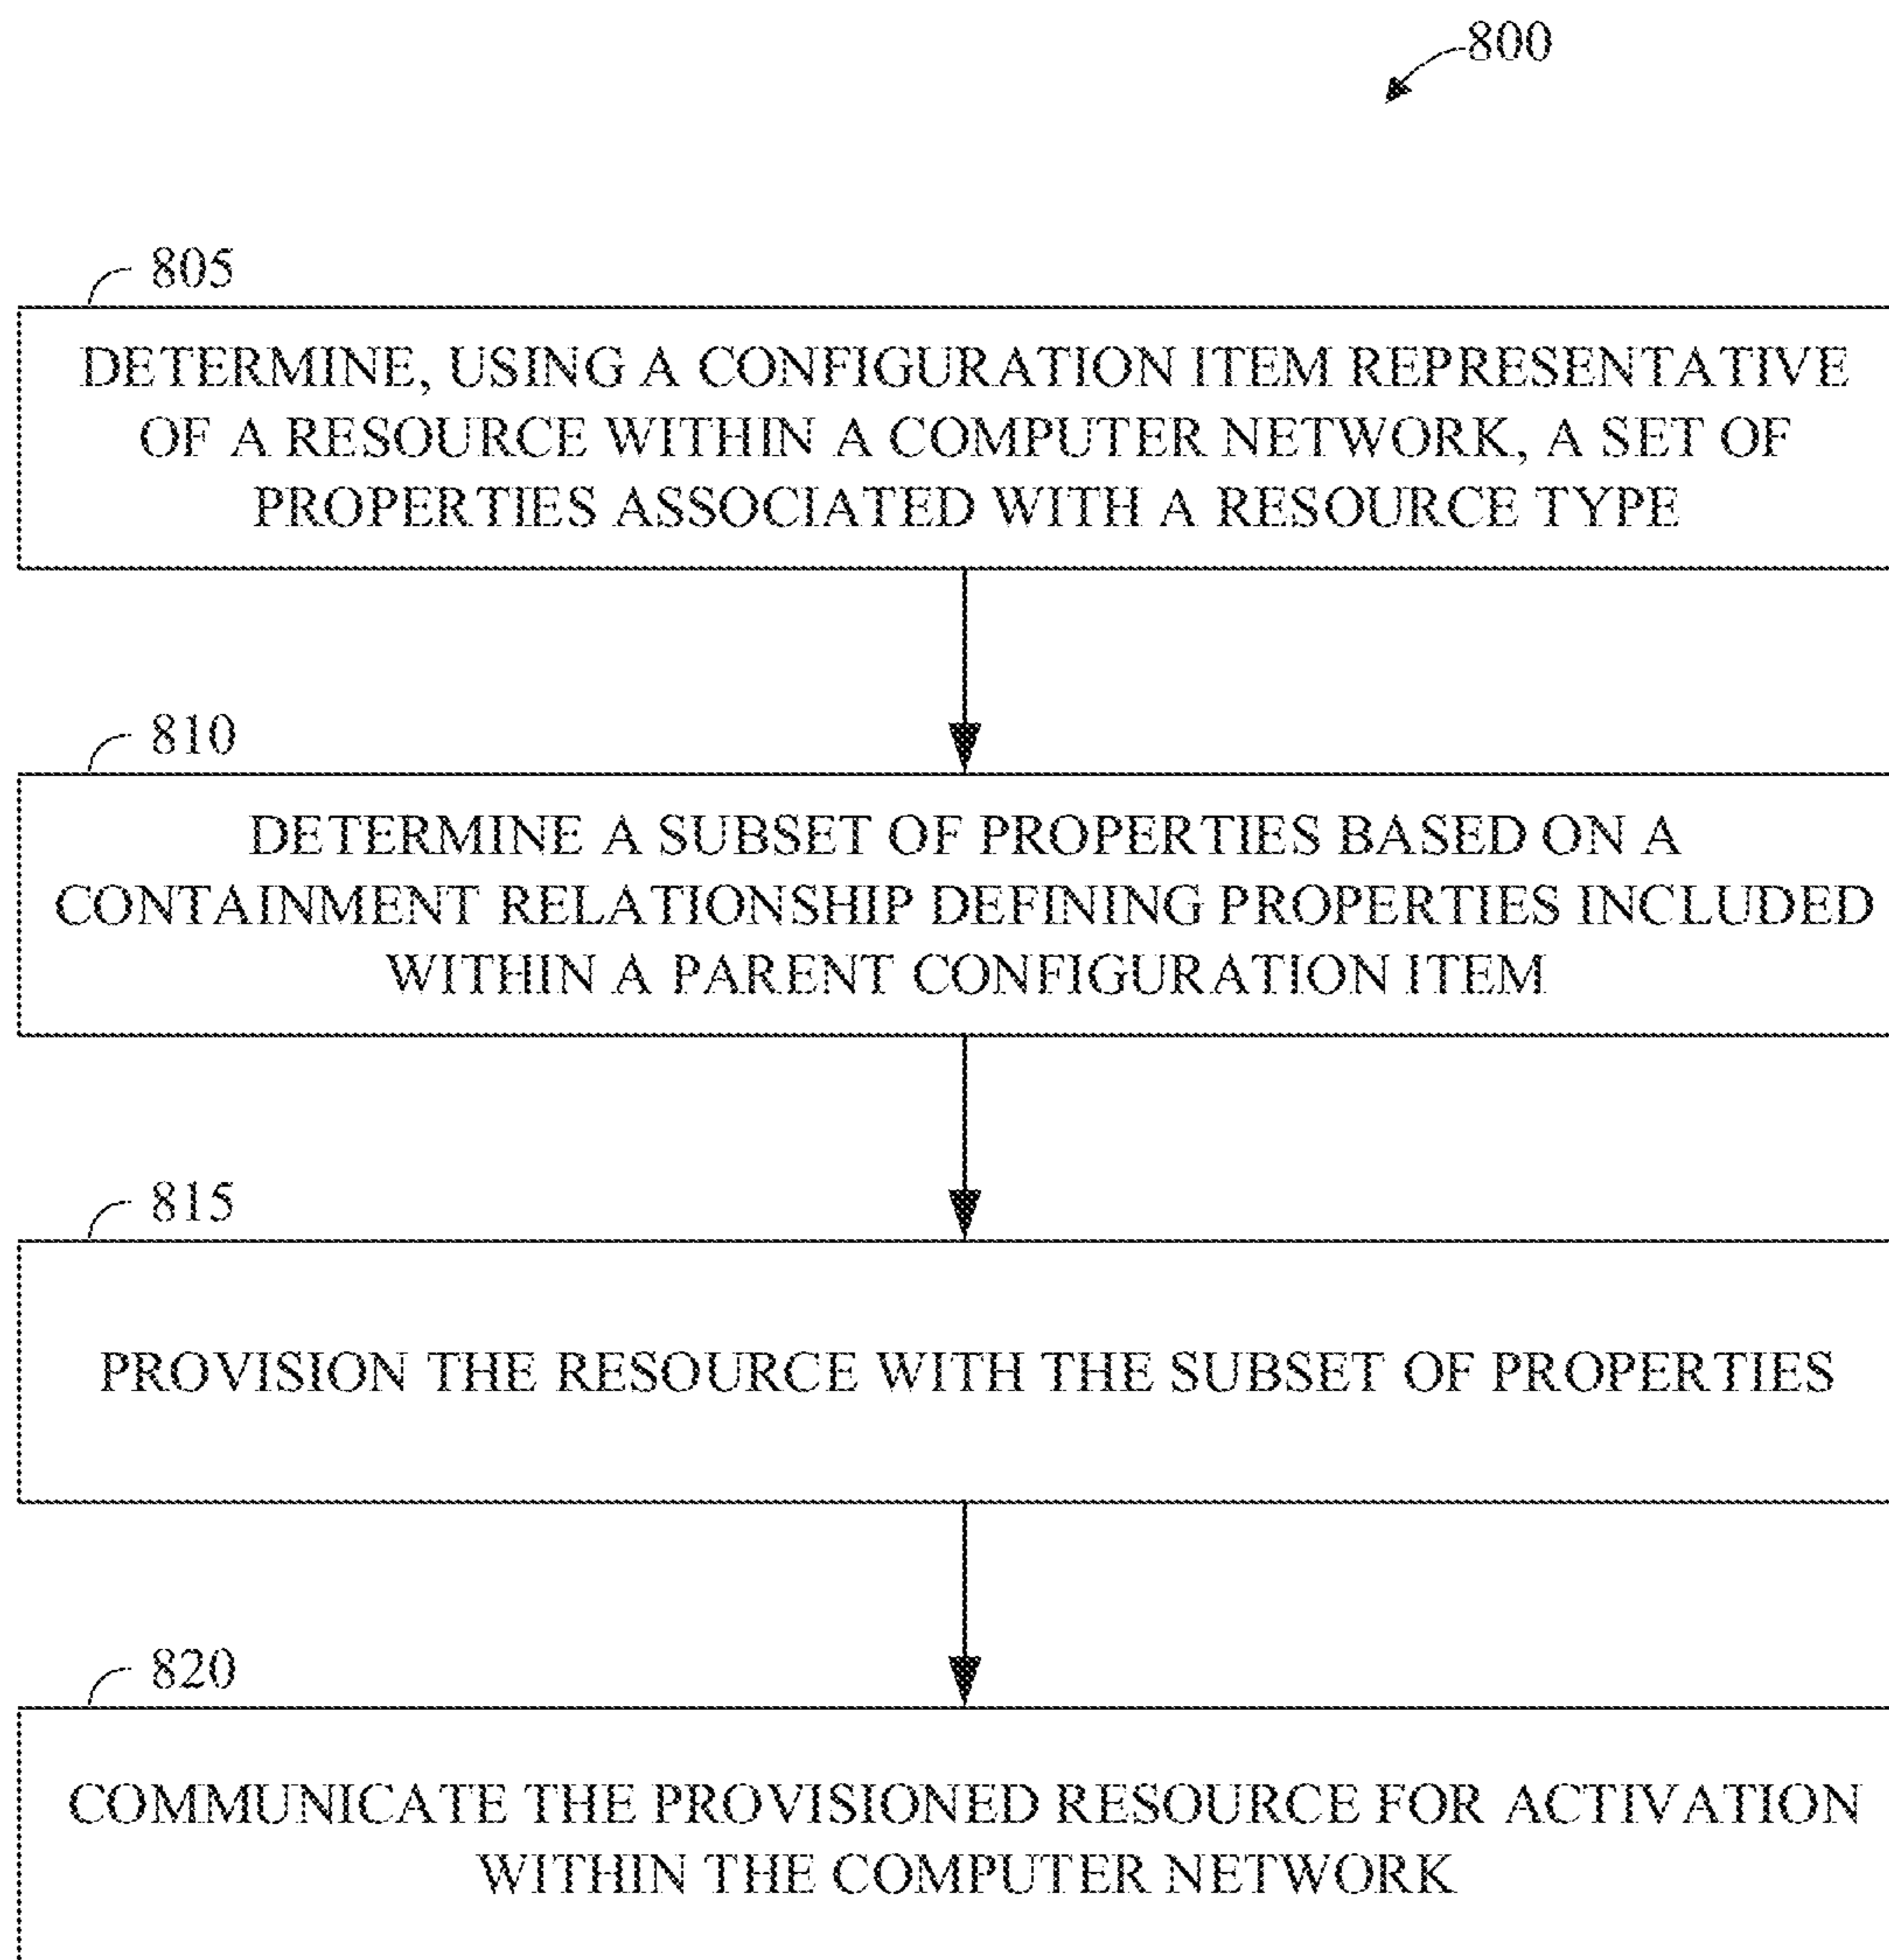 800
805
DETERMINE, USING A CONFIGURATION ITEM REPRESENTATIVE
OF A RESOURCE WITHIN A COMPUTER NETWORK, A SET OF
PROPERTIES ASSOCIATED WITH A RESOURCE TYPE
810
DETERMINE A SUBSET OF PROPERTIES BASED ON A
CONTAINMENT RELATIONSHIP DEFINING PROPERTIES INCLUDED
WITHIN A PARENT CONFIGURATION ITEM
815
PROVISION THE RESOURCE WITH THE SUBSET OF PROPERTIES
820
COMMUNICATE THE PROVISIONED RESOURCE FOR ACTIVATION
WITHIN THE COMPUTER NETWORK